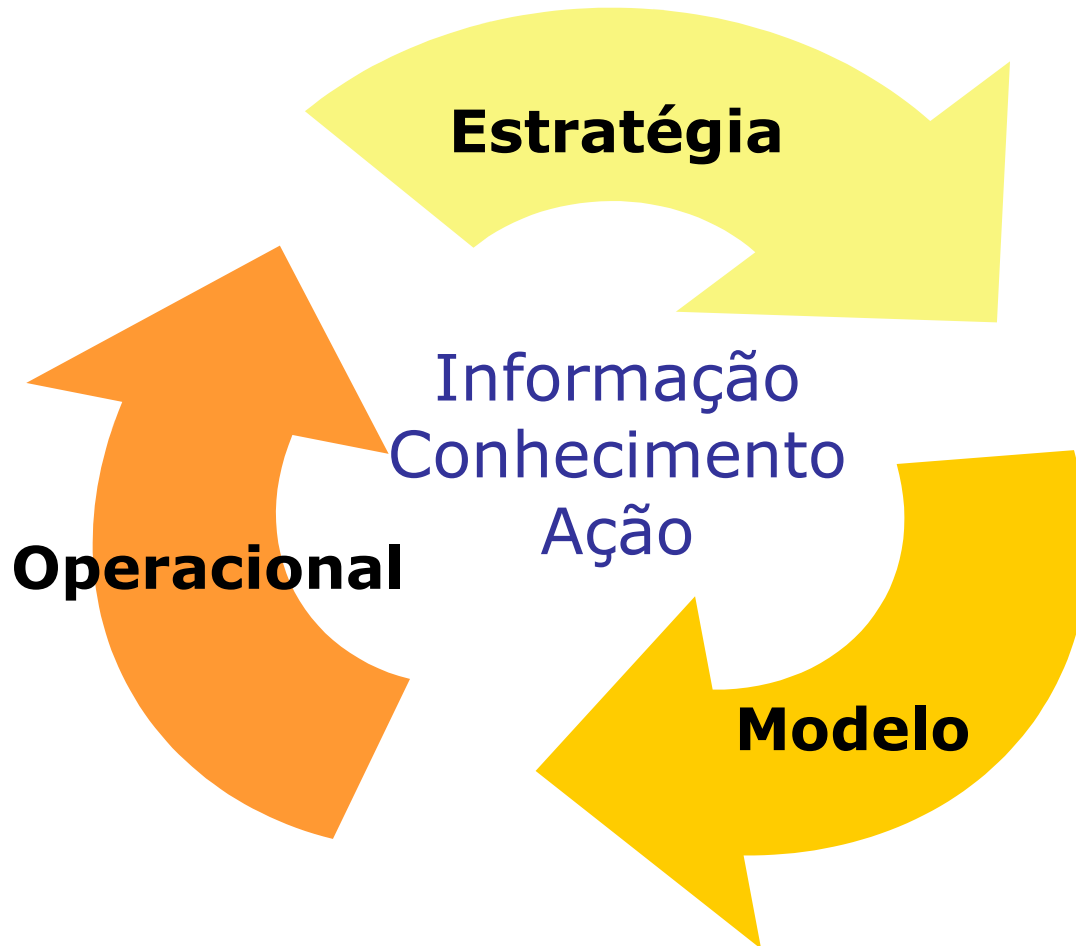 Estratégia
Informação
Conhecimento
Ação
Operacional
Modelo